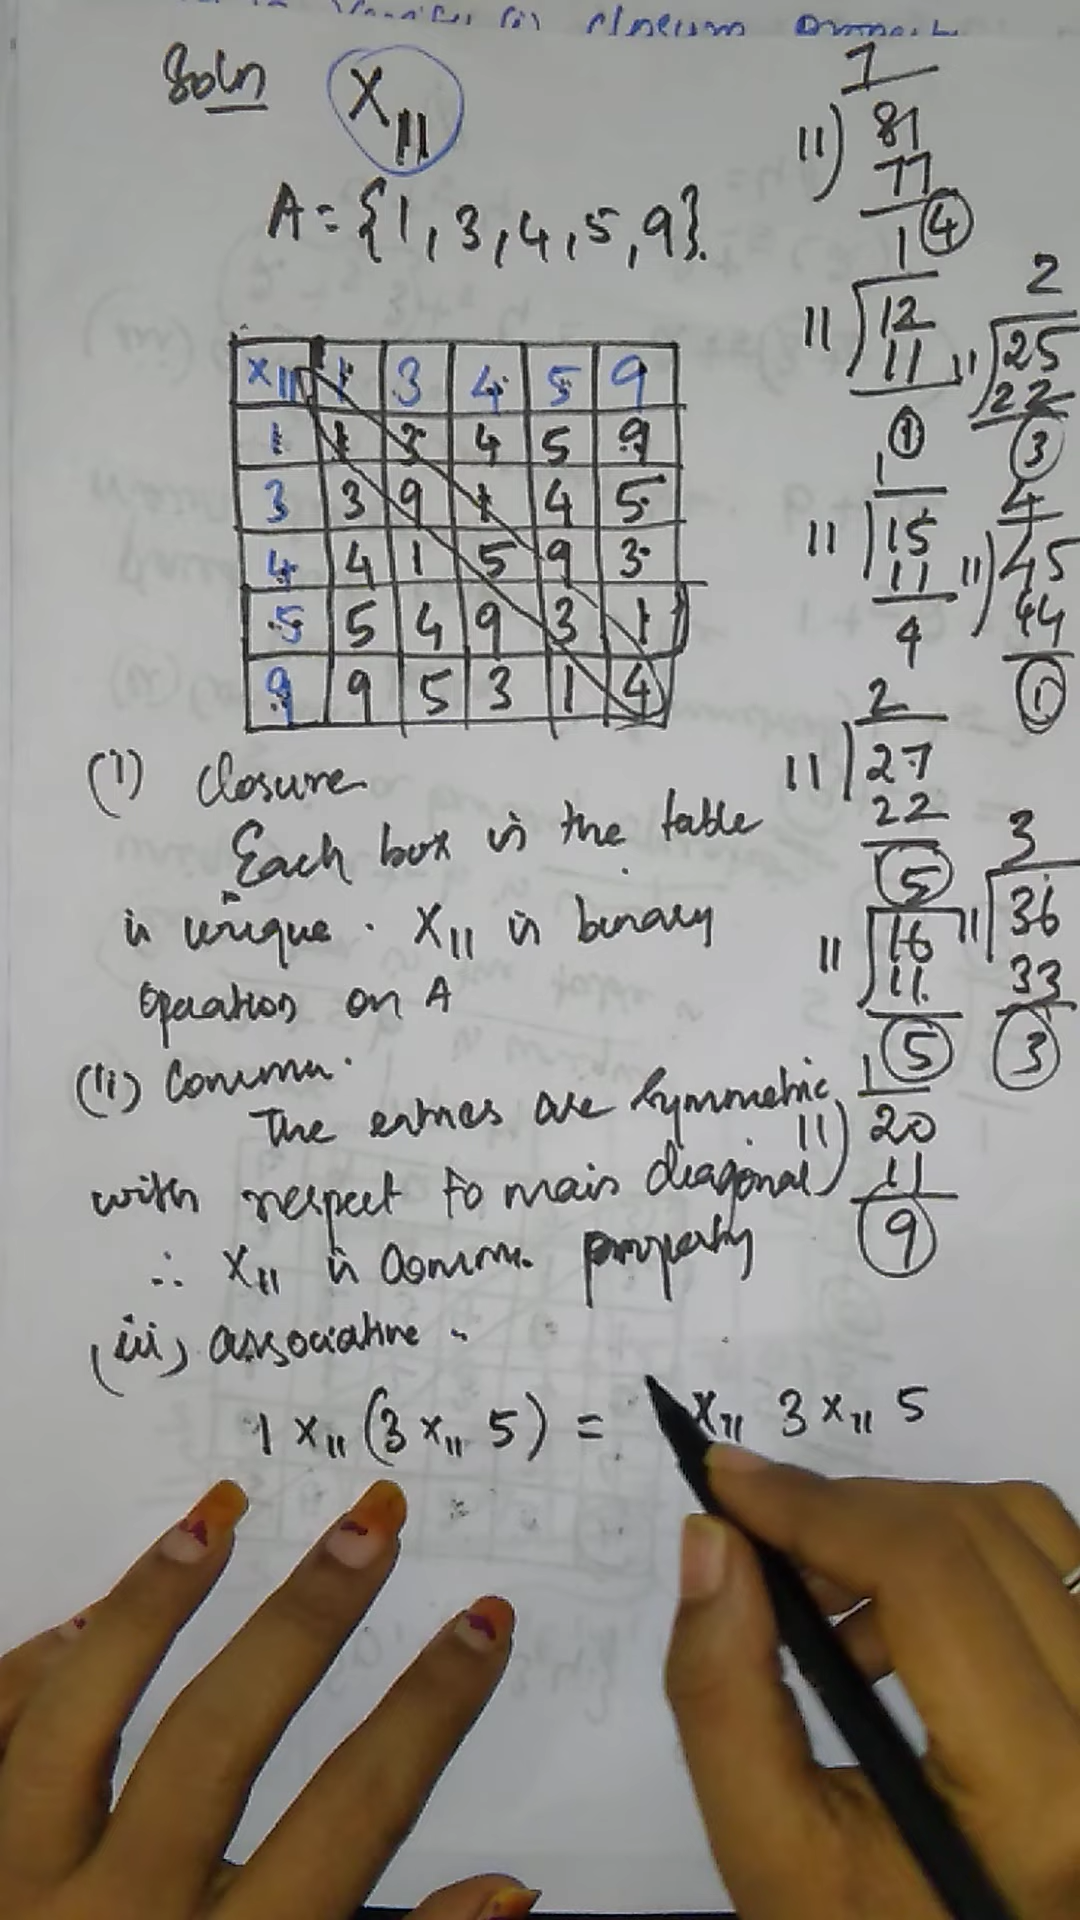 Soln
X11
A = {1, 3, 4, 5, 9}.
X11 1 3 4 5 9
1 1 3 4 5 9
3 3 9 1 4 5
4 4 1 5 9 3
5 5 4 9 3 1
9 9 5 3 1 4
(i) closure
Each box in the table
is unique. X11 is binary
on A
(ii) Comm.
The entries are symmetric
with respect to main diagonal
∴ X11 is Comm. property
(iii) associative
1 x11 (3 x11 5) = x11 3 x11 5
7
11) 81
77
4
1
11) 12
11
1
2
11) 25
22
3
1
11) 15
11
4
4
11) 45
44
1
2
11) 27
22
5
3
11) 36
33
3
11) 16
11
5
1
11) 20
11
9